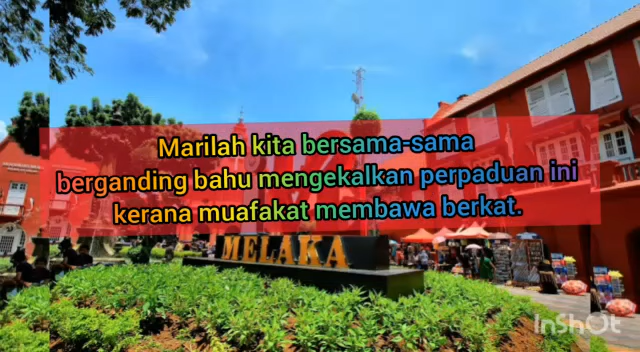 Marilah kita bersama-sama
berganding bahu mengekalkan perpaduan ini
kerana muafakat membawa berkat.
MELAKA
InShOt